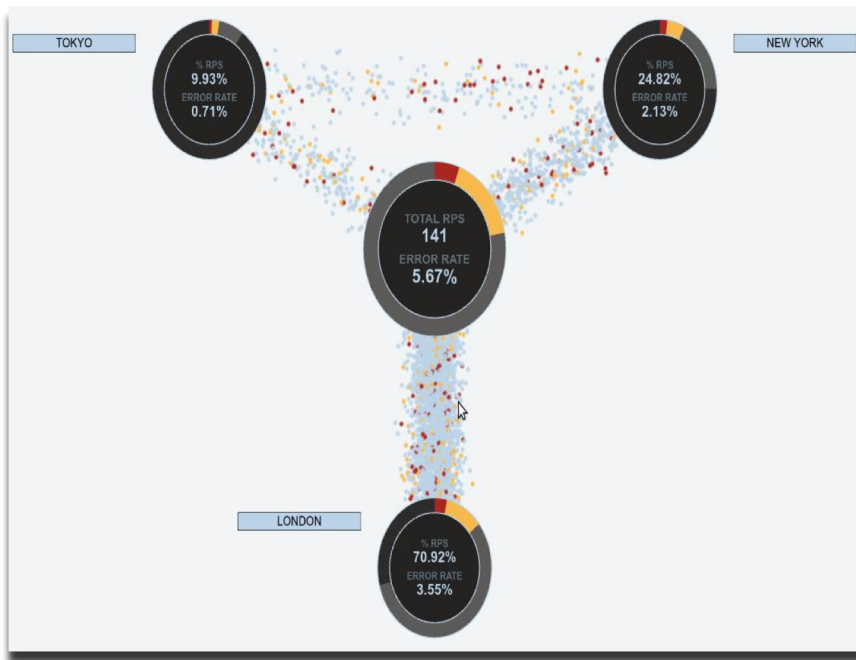 TOKYO
% RPS
9.93%
ERROR RATE
0.71%
NEW YORK
% RPS
24.82%
ERROR RATE
2.13%
TOTAL RPS
141
ERROR RATE
5.67%
LONDON
% RPS
70.92%
ERROR RATE
3.55%